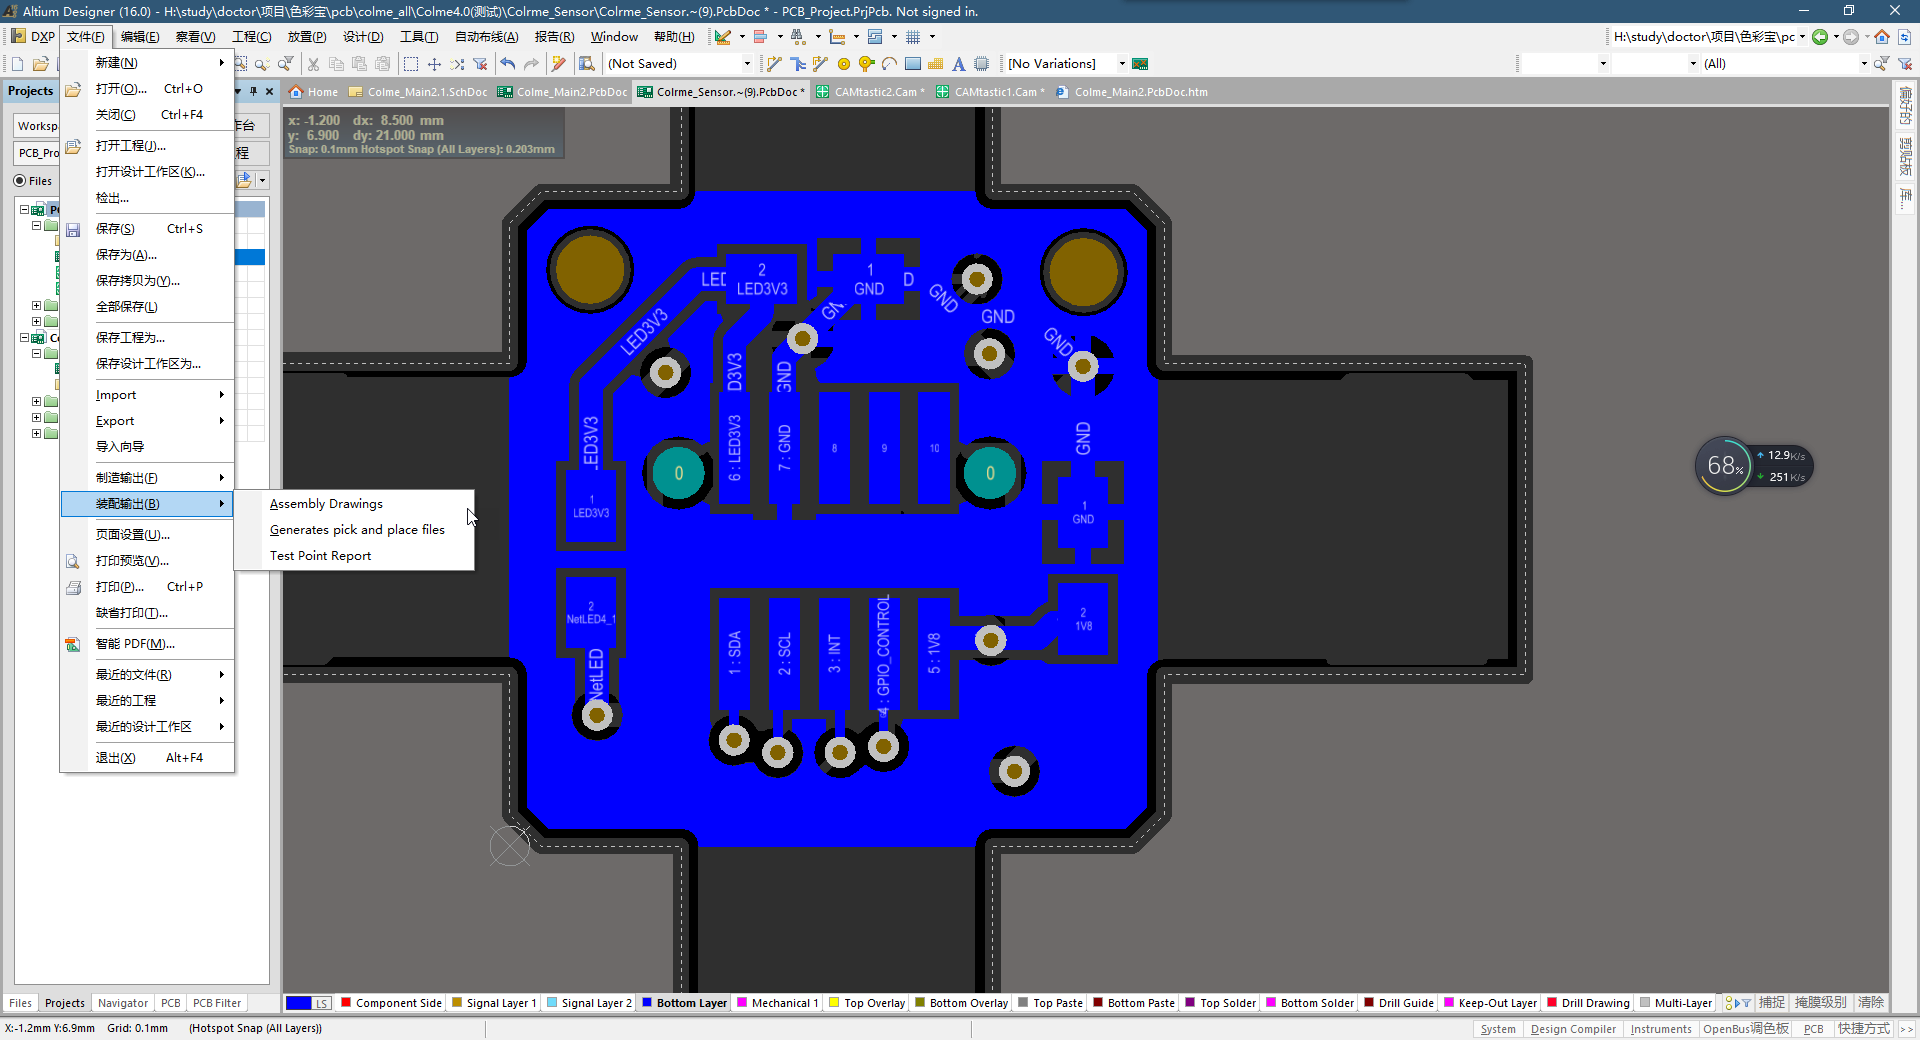 Altium Designer (16.0) - H:\study\doctor\项目\色彩宝\pcb\colme_all\Colme4.0(测试)\Colrme_Sensor\Colrme_Sensor.~(9).PcbDoc * - PCB_Project.PrjPcb. Not signed in.
DXP 文件(F) 编辑(E) 察看(V) 工程(C) 放置(P) 设计(D) 工具(T) 自动布线(A) 报告(R) Window 帮助(H)
H:\study\doctor\项目\色彩宝\pc
(Not Saved) [No Variations] (All)
Projects
Home Colme_Main2.1.SchDoc Colme_Main2.PcbDoc Colrme_Sensor.~(9).PcbDoc * CAMtastic2.Cam * CAMtastic1.Cam * Colme_Main2.PcbDoc.htm
Worksp 作台
PCB_Pro 程
Files
新建(N)
打开(O)... Ctrl+O
关闭(C) Ctrl+F4
打开工程(J)...
打开设计工作区(K)...
检出...
保存(S) Ctrl+S
保存为(A)...
保存拷贝为(Y)...
全部保存(L)
保存工程为...
保存设计工作区为...
Import
Export
导入向导
制造输出(F)
装配输出(B)
页面设置(U)...
打印预览(V)...
打印(P)... Ctrl+P
缺省打印(T)...
智能 PDF(M)...
最近的文件(R)
最近的工程
最近的设计工作区
退出(X) Alt+F4
Assembly Drawings
Generates pick and place files
Test Point Report
x: -1.200 dx: 8.500 mm
y: 6.900 dy: 21.000 mm
Snap: 0.1mm Hotspot Snap (All Layers): 0.203mm
2
LED3V3
1
GND
GND
GND
GND
LED3V3
D3V3
GND
LED3V3
6 : LED3V3
7 : GND
8
9
10
GND
0
0
1
LED3V3
1
GND
2
NetLED4_1
NetLED
1 : SDA
2 : SCL
3 : INT
4 : GPIO_CONTROL
5 : 1V8
2
1V8
68%
12.9K/s
251K/s
偏好的
剪贴板
库...
Files Projects Navigator PCB PCB Filter
LS Component Side Signal Layer 1 Signal Layer 2 Bottom Layer Mechanical 1 Top Overlay Bottom Overlay Top Paste Bottom Paste Top Solder Bottom Solder Drill Guide Keep-Out Layer Drill Drawing Multi-Layer 捕捉 掩膜级别 清除
X:-1.2mm Y:6.9mm Grid: 0.1mm (Hotspot Snap (All Layers))
System Design Compiler Instruments OpenBus调色板 PCB 快捷方式 >>